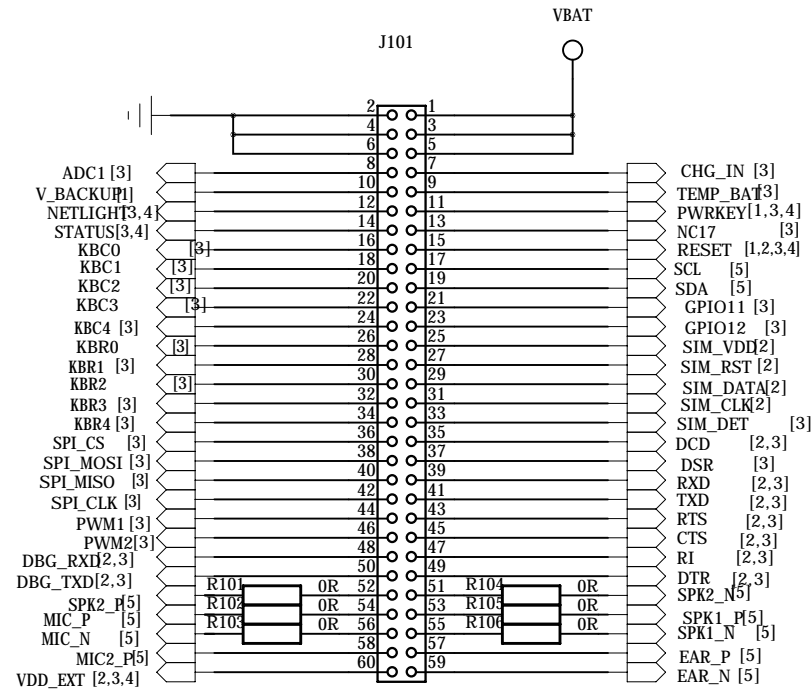 VBAT
J101
2 1
4 3
6 5
ADC1 [3] 8 7 CHG_IN [3]
V_BACKUP[1] 10 9 TEMP_BAT[3]
NETLIGHT[3,4] 12 11 PWRKEY[1,3,4]
STATUS[3,4] 14 13 NC17 [3]
KBC0 [3] 16 15 RESET [1,2,3,4]
KBC1 [3] 18 17 SCL [5]
KBC2 [3] 20 19 SDA [5]
KBC3 [3] 22 21 GPIO11 [3]
KBC4 [3] 24 23 GPIO12 [3]
KBR0 [3] 26 25 SIM_VDD[2]
KBR1 [3] 28 27 SIM_RST [2]
KBR2 [3] 30 29 SIM_DATA[2]
KBR3 [3] 32 31 SIM_CLK[2]
KBR4 [3] 34 33 SIM_DET [3]
SPI_CS [3] 36 35 DCD [2,3]
SPI_MOSI [3] 38 37 DSR [3]
SPI_MISO [3] 40 39 RXD [2,3]
SPI_CLK [3] 42 41 TXD [2,3]
PWM1 [3] 44 43 RTS [2,3]
PWM2[3] 46 45 CTS [2,3]
DBG_RXD[2,3] 48 47 RI [2,3]
DBG_TXD[2,3] 50 49 DTR [2,3]
SPK2_P[5] R101 0R 52 51 R104 0R SPK2_N[5]
MIC_P [5] R102 0R 54 53 R105 0R SPK1_P[5]
MIC_N [5] R103 0R 56 55 R106 0R SPK1_N [5]
MIC2_P[5] 58 57 EAR_P [5]
VDD_EXT [2,3,4] 60 59 EAR_N [5]